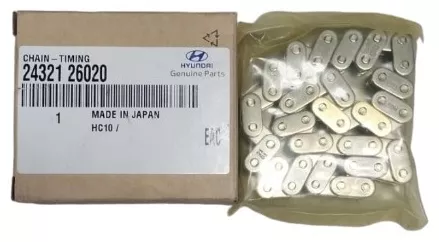 CHAIN - TIMING
24321 26020
HYUNDAI
Genuine Parts
1
MADE IN JAPAN
HC10 /
EAC